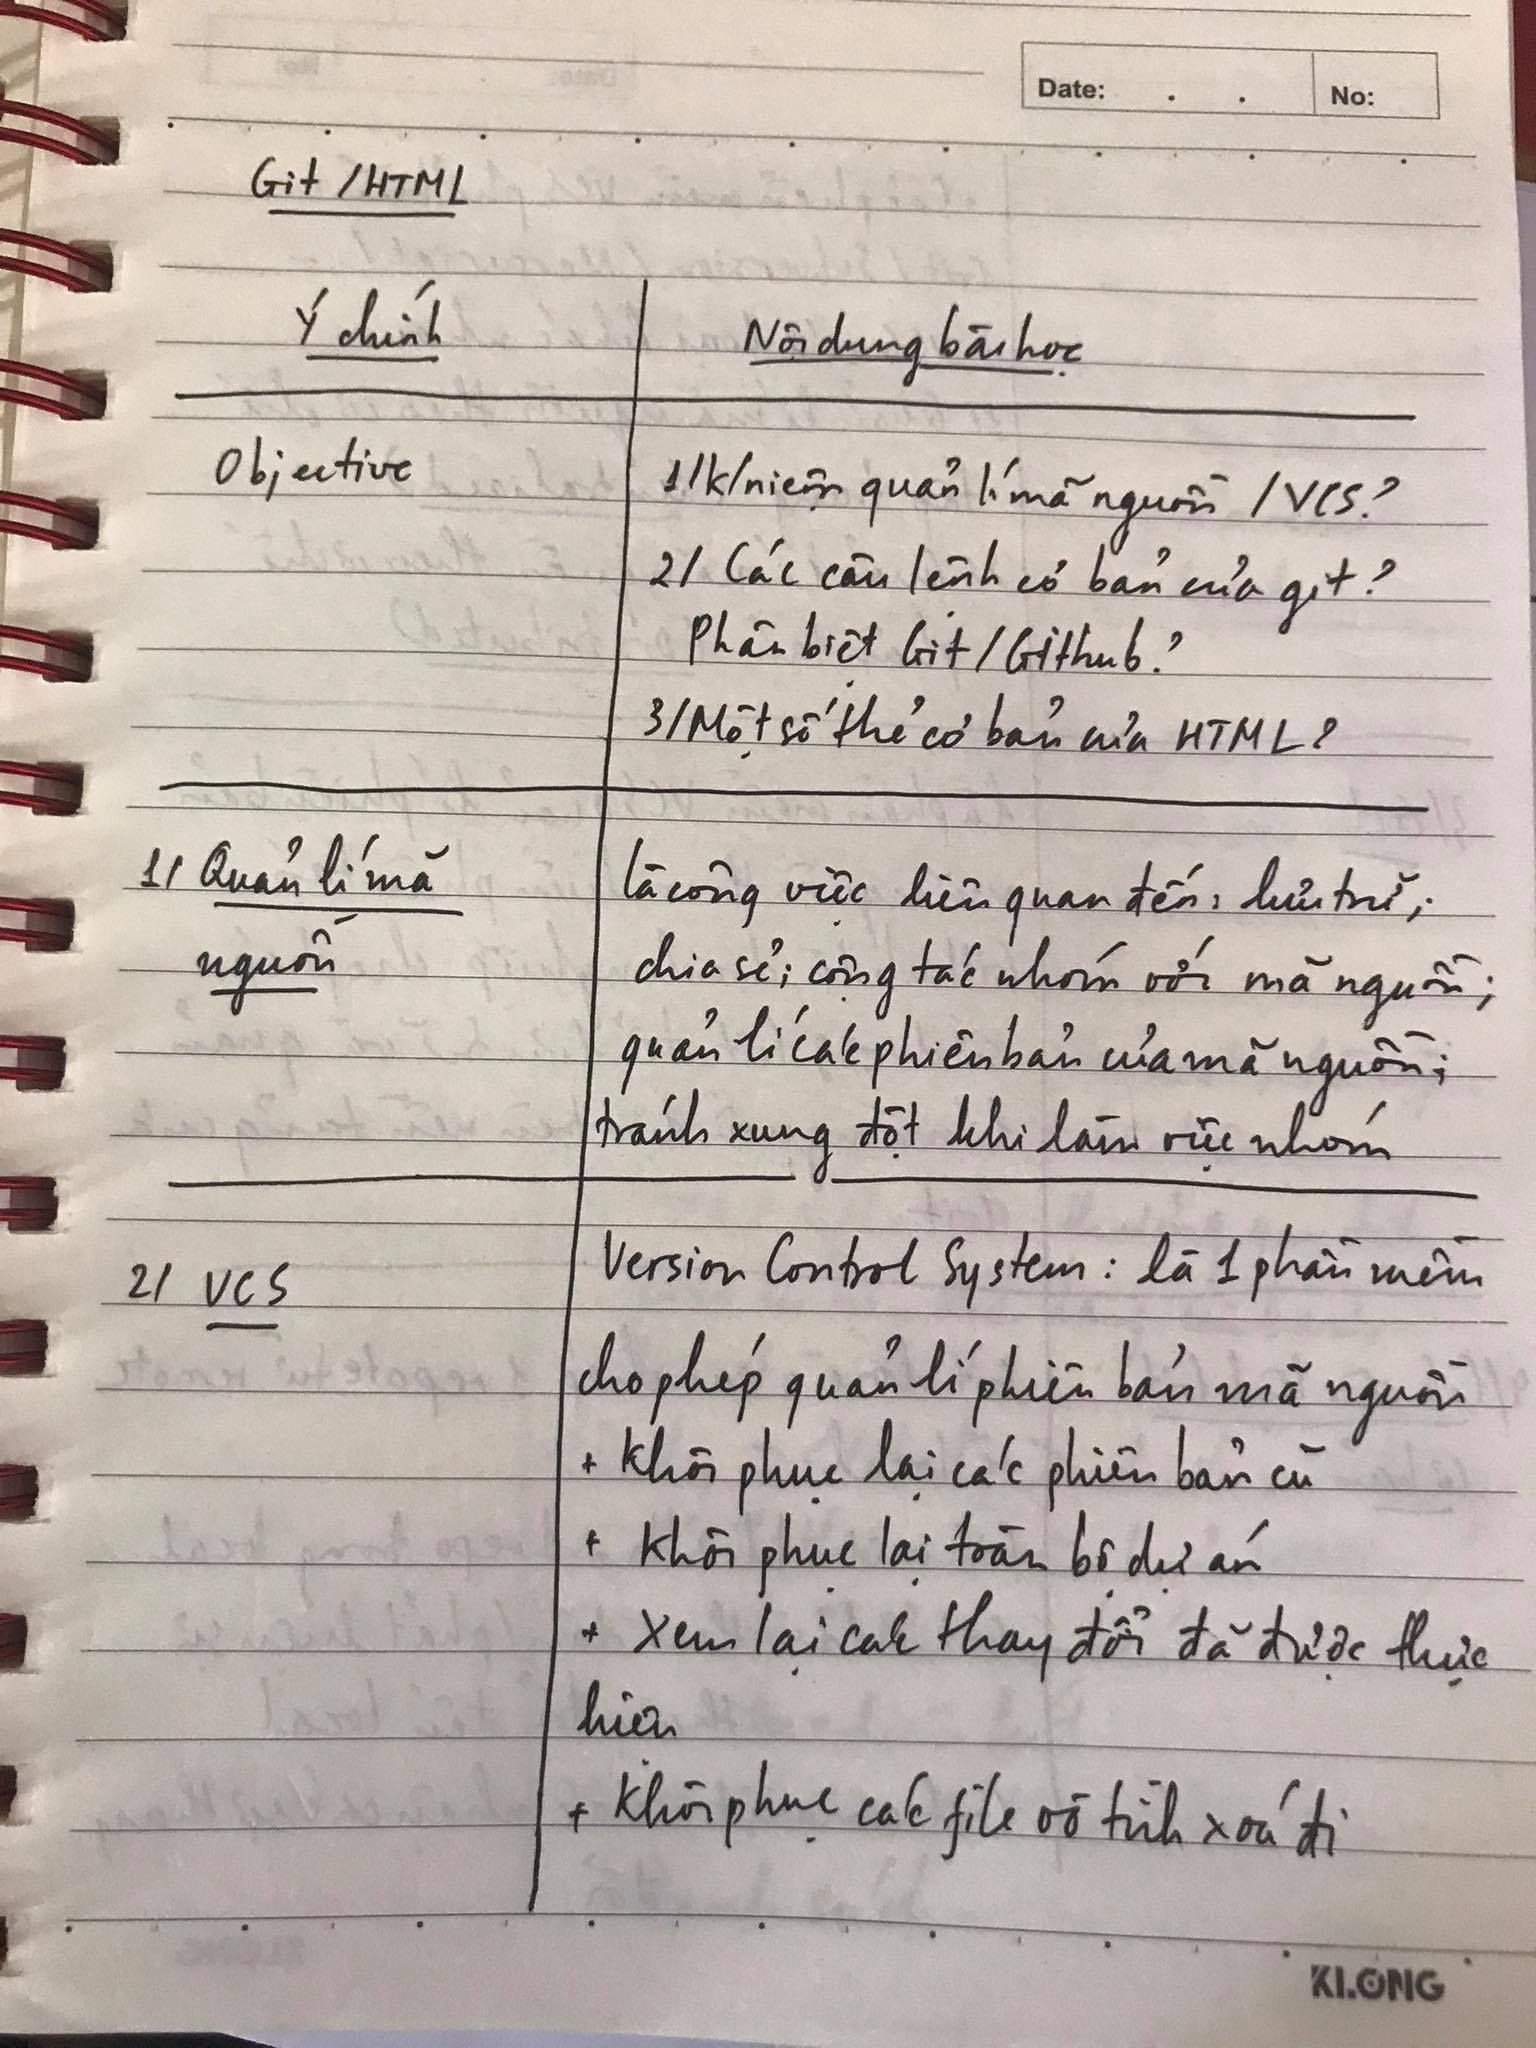 Date: . . No:
Git / HTML
Ý chính Nội dung bài học
Objective 1/ K/niệm quản lí mã nguồn / VCS?
2/ Các câu lệnh cơ bản của git?
Phân biệt Git / Github?
3/ Một số thẻ cơ bản của HTML?
1/ Quản lí mã là công việc liên quan đến: lưu trữ;
nguồn chia sẻ; cộng tác nhóm với mã nguồn;
quản lí các phiên bản của mã nguồn;
tránh xung đột khi làm việc nhóm
2/ VCS Version Control System: là 1 phần mềm
cho phép quản lí phiên bản mã nguồn
+ Khôi phục lại các phiên bản cũ
+ Khôi phục lại toàn bộ dự án
+ Xem lại các thay đổi đã được thực
hiện
+ Khôi phục các file vô tình xoá đi
KLONG